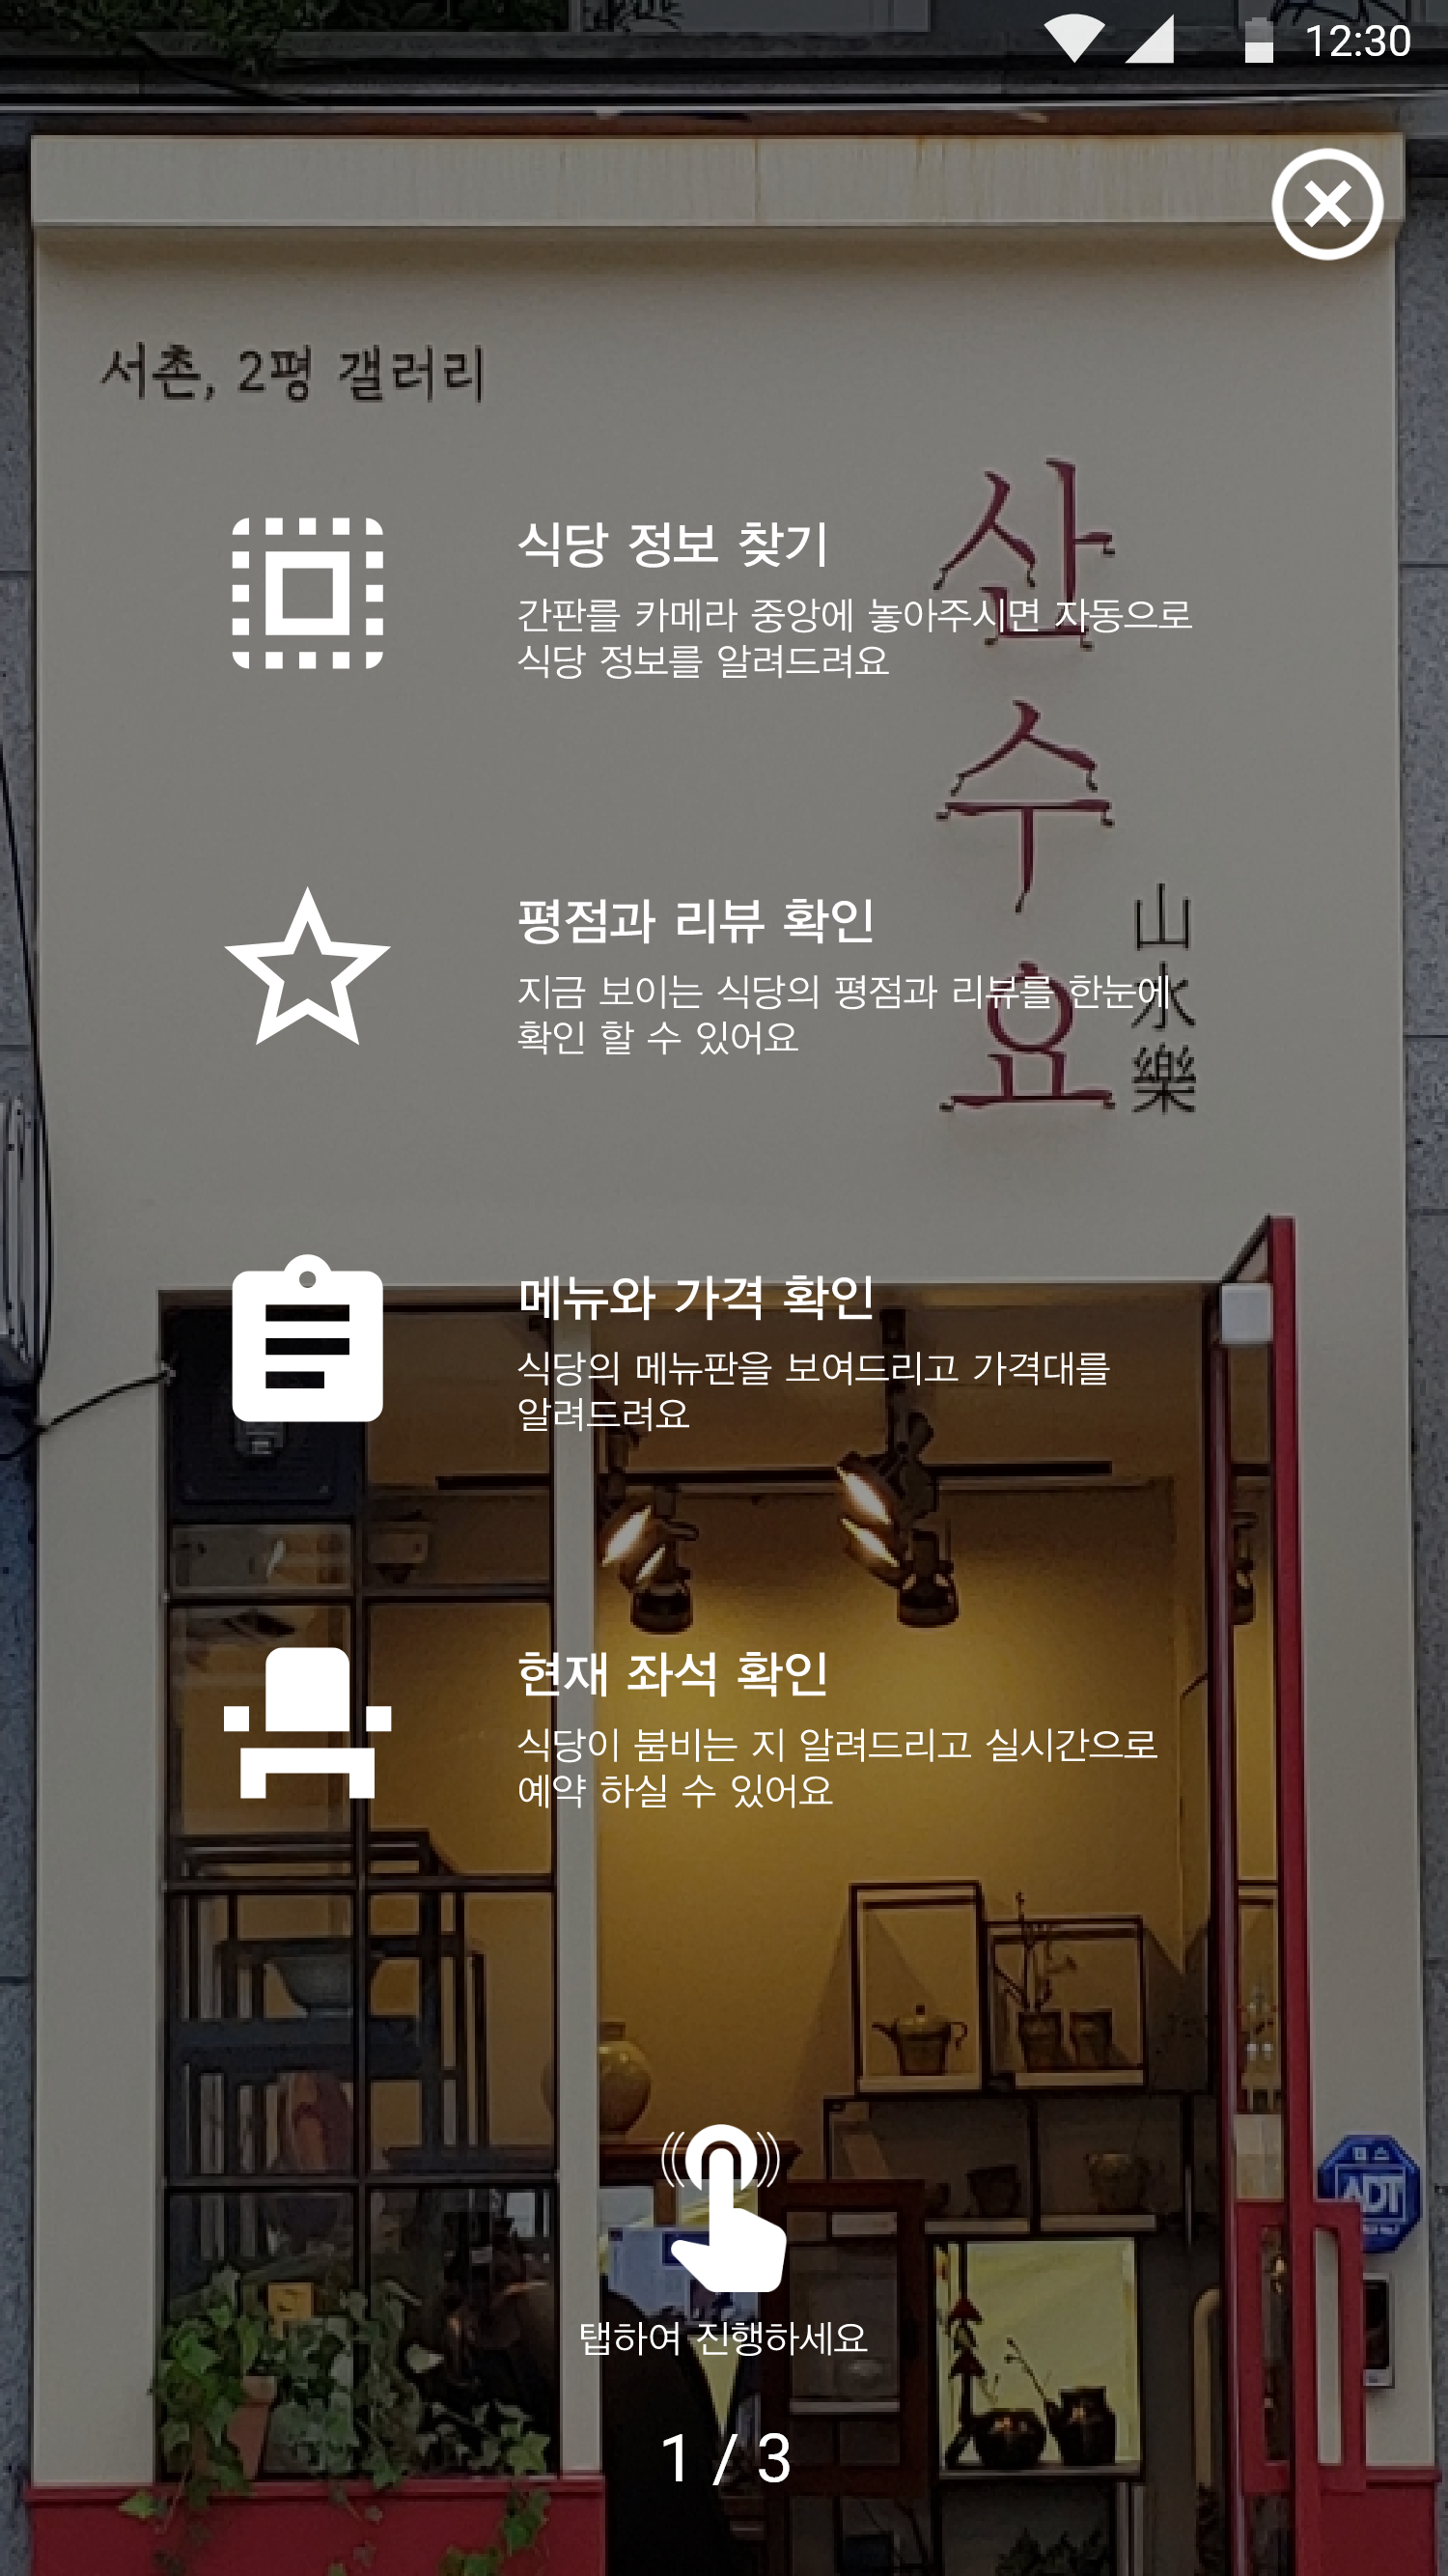 12:30
서촌, 2평 갤러리
산
수
요
山
水
樂
식당 정보 찾기
간판를 카메라 중앙에 놓아주시면 자동으로
식당 정보를 알려드려요
평점과 리뷰 확인
지금 보이는 식당의 평점과 리뷰를 한눈에
확인 할 수 있어요
메뉴와 가격 확인
식당의 메뉴판을 보여드리고 가격대를
알려드려요
현재 좌석 확인
식당이 붐비는 지 알려드리고 실시간으로
예약 하실 수 있어요
ADT
탭하여 진행하세요
1 / 3